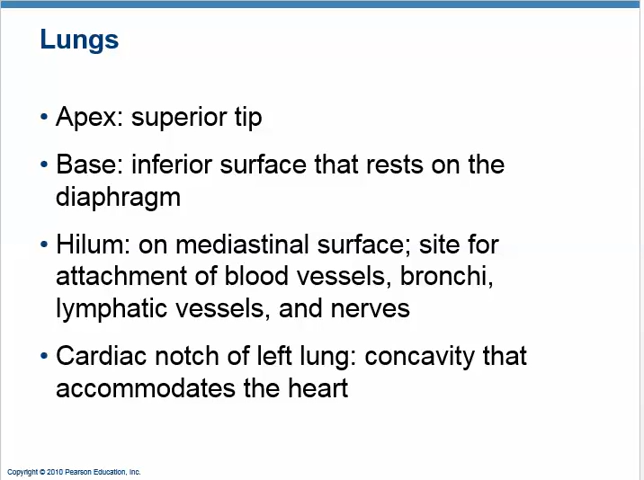 Lungs
• Apex: superior tip
• Base: inferior surface that rests on the
diaphragm
• Hilum: on mediastinal surface; site for
attachment of blood vessels, bronchi,
lymphatic vessels, and nerves
• Cardiac notch of left lung: concavity that
accommodates the heart
Copyright © 2010 Pearson Education, Inc.